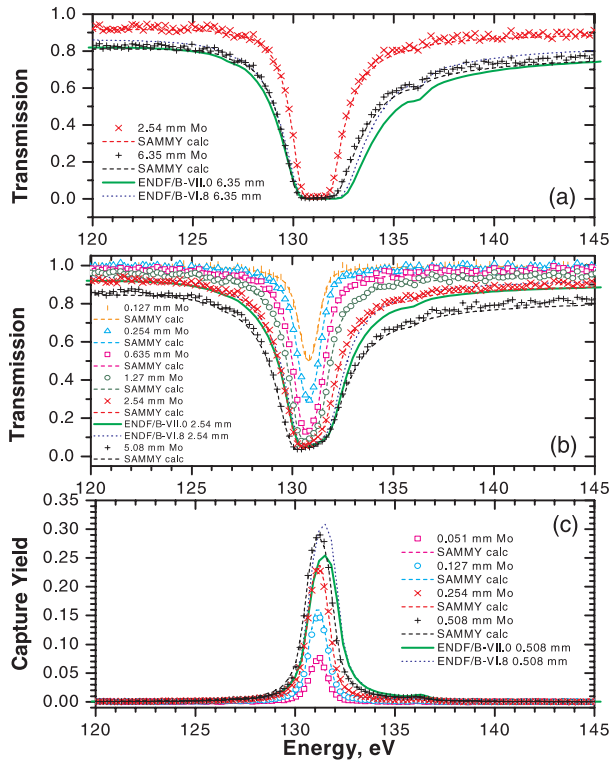 1.0
0.8
0.6
0.4
0.2
0.0
Transmission
2.54 mm Mo
SAMMY calc
6.35 mm Mo
SAMMY calc
ENDF/B-VII.0 6.35 mm
ENDF/B-VI.8 6.35 mm
(a)
120 125 130 135 140 145
1.0
0.8
0.6
0.4
0.2
0.0
Transmission
0.127 mm Mo
SAMMY calc
0.254 mm Mo
SAMMY calc
0.635 mm Mo
SAMMY calc
1.27 mm Mo
SAMMY calc
2.54 mm Mo
SAMMY calc
ENDF/B-VII.0 2.54 mm
ENDF/B-VI.8 2.54 mm
5.08 mm Mo
SAMMY calc
(b)
120 125 130 135 140 145
0.35
0.30
0.25
0.20
0.15
0.10
0.05
0.00
Capture Yield
(c)
0.051 mm Mo
SAMMY calc
0.127 mm Mo
SAMMY calc
0.254 mm Mo
SAMMY calc
0.508 mm Mo
SAMMY calc
ENDF/B-VII.0 0.508 mm
ENDF/B-VI.8 0.508 mm
120 125 130 135 140 145
Energy, eV